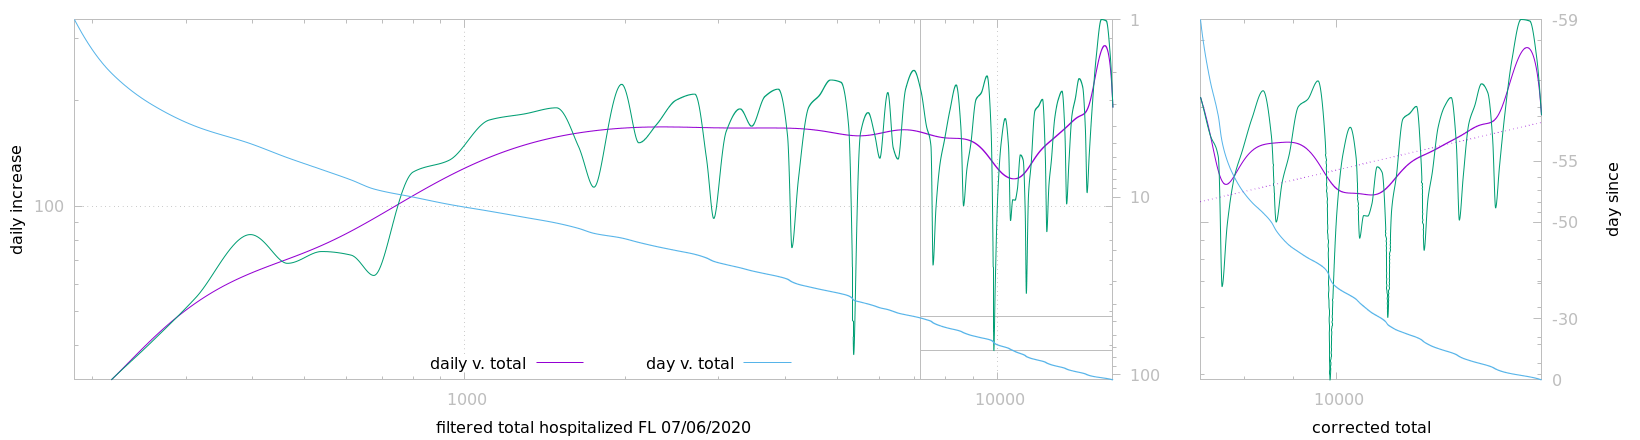 1
-59
daily increase
100
-55
10
-50
day since
-30
daily v. total
day v. total
100
0
1000
10000
10000
filtered total hospitalized FL 07/06/2020
corrected total